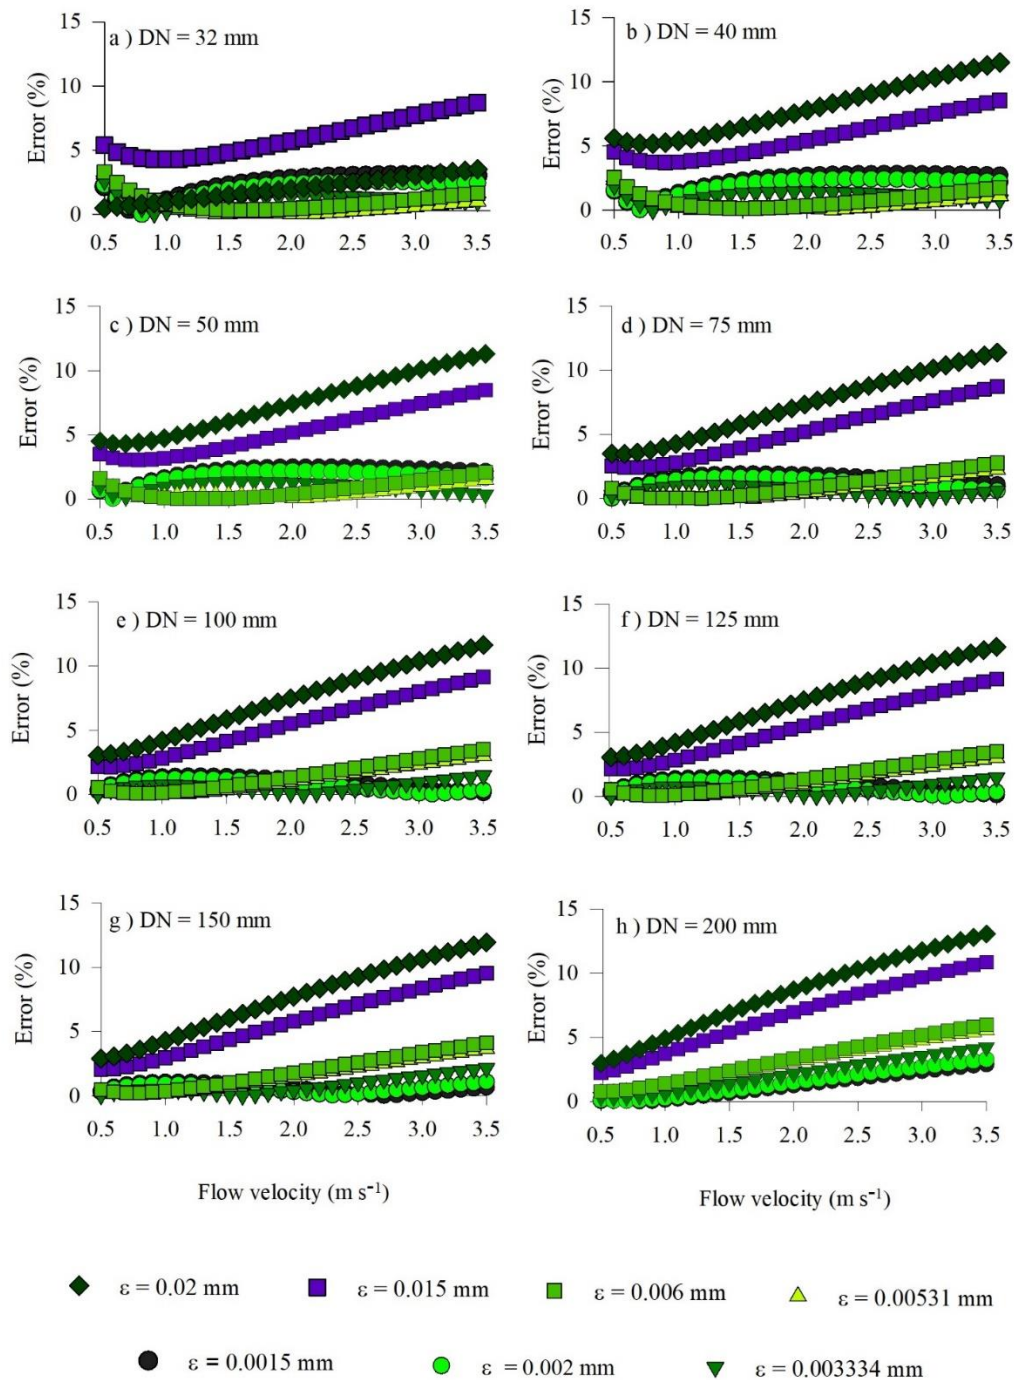 a ) DN = 32 mm
15
10
5
0
Error (%)
0.5 1.0 1.5 2.0 2.5 3.0 3.5
b ) DN = 40 mm
15
10
5
0
Error (%)
0.5 1.0 1.5 2.0 2.5 3.0 3.5
c ) DN = 50 mm
15
10
5
0
Error (%)
0.5 1.0 1.5 2.0 2.5 3.0 3.5
d ) DN = 75 mm
15
10
5
0
Error (%)
0.5 1.0 1.5 2.0 2.5 3.0 3.5
e ) DN = 100 mm
15
10
5
0
Error (%)
0.5 1.0 1.5 2.0 2.5 3.0 3.5
f ) DN = 125 mm
15
10
5
0
Error (%)
0.5 1.0 1.5 2.0 2.5 3.0 3.5
g ) DN = 150 mm
15
10
5
0
Error (%)
0.5 1.0 1.5 2.0 2.5 3.0 3.5
Flow velocity (m s⁻¹)
h ) DN = 200 mm
15
10
5
0
Error (%)
0.5 1.0 1.5 2.0 2.5 3.0 3.5
Flow velocity (m s⁻¹)
ε = 0.02 mm
ε = 0.015 mm
ε = 0.006 mm
ε = 0.00531 mm
ε = 0.0015 mm
ε = 0.002 mm
ε = 0.003334 mm